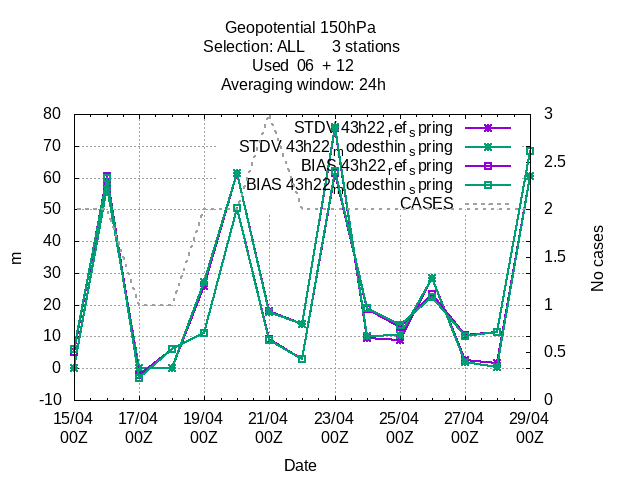 Geopotential 150hPa
Selection: ALL 3 stations
Used 06 + 12
Averaging window: 24h
STDV 43h22_ref_spring
STDV 43h22_modesthin_spring
BIAS 43h22_ref_spring
BIAS 43h22_modesthin_spring
CASES
80
70
60
50
40
30
20
10
0
-10
m
3
2.5
2
1.5
1
0.5
0
No cases
15/04 17/04 19/04 21/04 23/04 25/04 27/04 29/04
00Z 00Z 00Z 00Z 00Z 00Z 00Z 00Z
Date